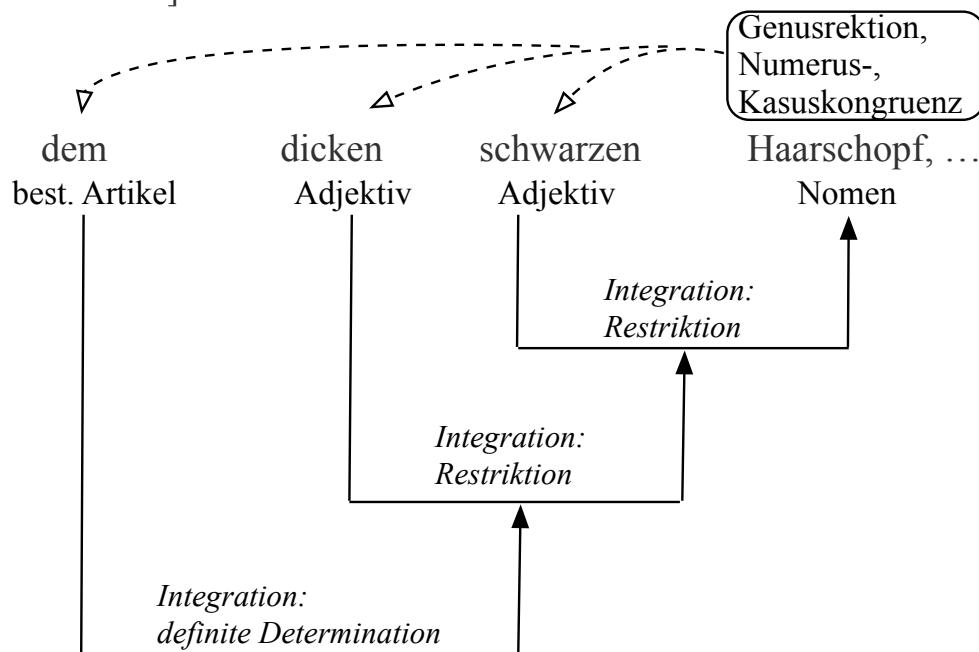 ]
Genusrektion,
Numerus-,
Kasuskongruenz
dem dicken schwarzen Haarschopf, …
best. Artikel Adjektiv Adjektiv Nomen
Integration:
Restriktion
Integration:
Restriktion
Integration:
definite Determination